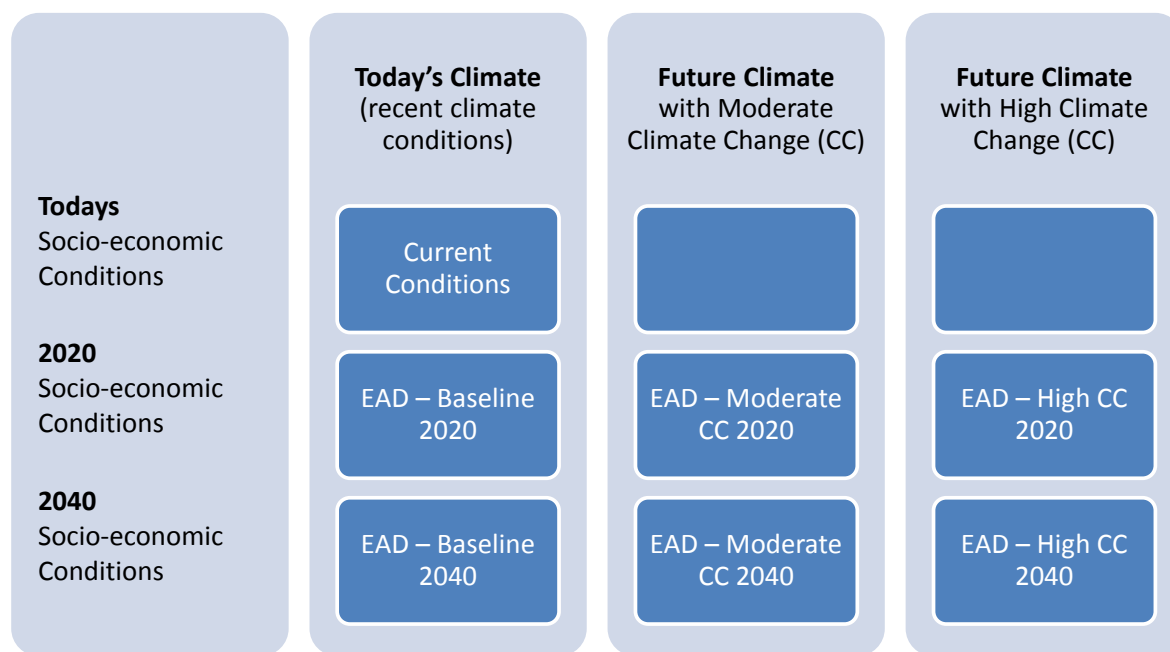 Today's Climate
(recent climate
conditions)
Future Climate
with Moderate
Climate Change (CC)
Future Climate
with High Climate
Change (CC)
Todays
Socio-economic
Conditions
Current
Conditions
2020
Socio-economic
Conditions
EAD – Baseline
2020
EAD – Moderate
CC 2020
EAD – High CC
2020
2040
Socio-economic
Conditions
EAD – Baseline
2040
EAD – Moderate
CC 2040
EAD – High CC
2040